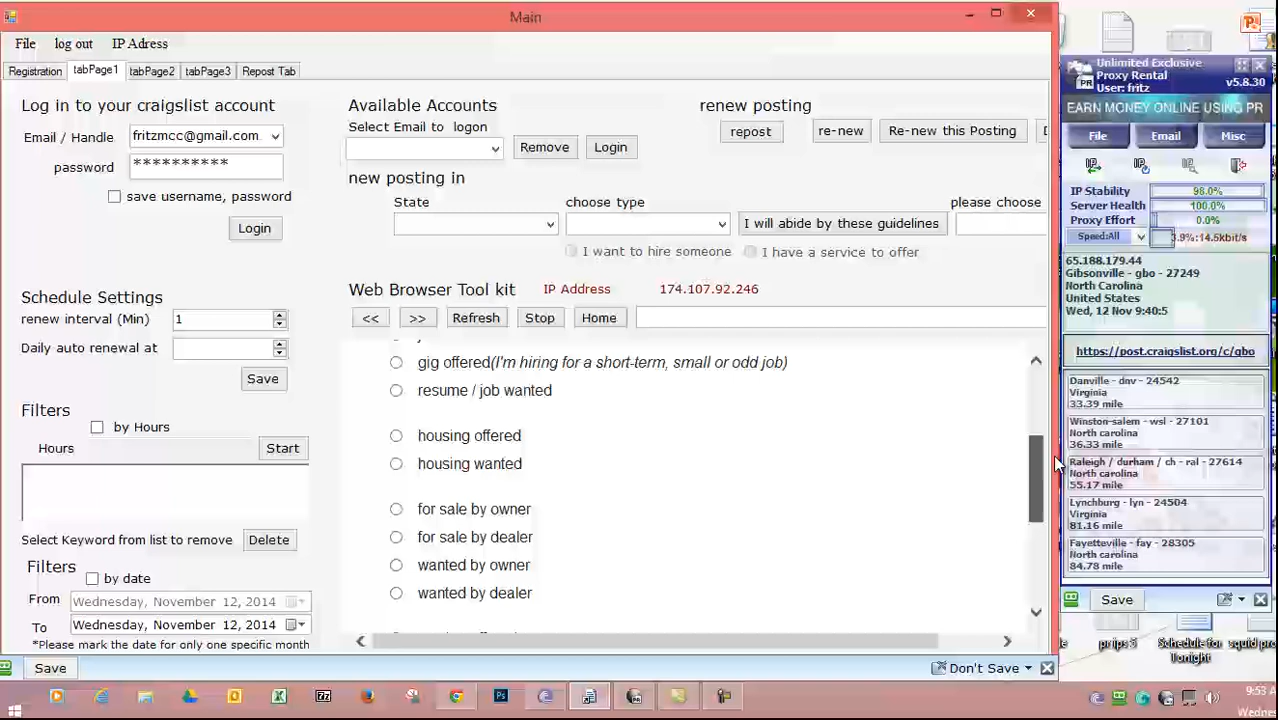 Main
File log out IP Adress
Registration tabPage1 tabPage2 tabPage3 Repost Tab
Log in to your craigslist account
Email / Handle fritzmcc@gmail.com
password **********
save username, password
Login
Schedule Settings
renew interval (Min) 1
Daily auto renewal at
Save
Filters
by Hours
Hours Start
Select Keyword from list to remove Delete
Filters
by date
From Wednesday, November 12, 2014
To Wednesday, November 12, 2014
*Please mark the date for only one specific month
Available Accounts
Select Email to logon
Remove Login
renew posting
repost re-new Re-new this Posting
new posting in
State choose type please choose
I will abide by these guidelines
I want to hire someone I have a service to offer
Web Browser Tool kit IP Address 174.107.92.246
<< >> Refresh Stop Home
gig offered(I'm hiring for a short-term, small or odd job)
resume / job wanted
housing offered
housing wanted
for sale by owner
for sale by dealer
wanted by owner
wanted by dealer
Save Don't Save
Unlimited Exclusive
Proxy Rental
User: fritz v5.8.30
PR
EARN MONEY ONLINE USING PR
File Email Misc
IP Stability 98.0%
Server Health 100.0%
Proxy Effort 0.0%
Speed:All 3.9%:14.5kbit/s
65.188.179.44
Gibsonville - gbo - 27249
North Carolina
United States
Wed, 12 Nov 9:40:5
https://post.craigslist.org/c/gbo
Danville - dnv - 24542
Virginia
33.39 mile
Winston-salem - wsl - 27101
North carolina
36.33 mile
Raleigh / durham / ch - ral - 27614
North carolina
55.17 mile
Lynchburg - lyn - 24504
Virginia
81.16 mile
Fayetteville - fay - 28305
North carolina
84.78 mile
Save
Schedule for
Tonight
9:53